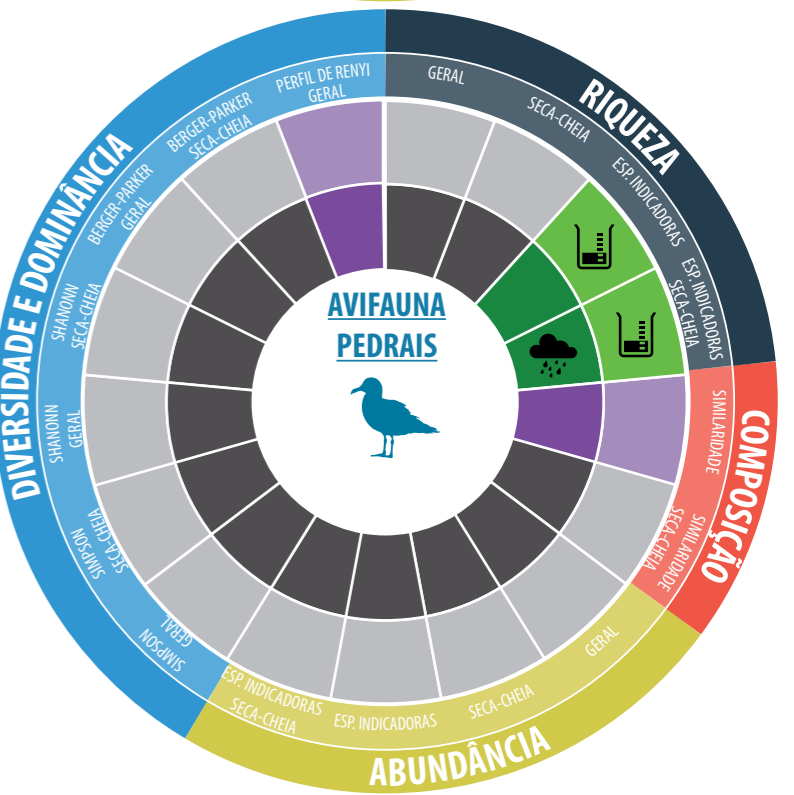 RIQUEZA
GERAL
SECA-CHEIA
ESP. INDICADORAS
ESP. INDICADORAS
SECA-CHEIA
COMPOSIÇÃO
SIMILARIDADE
SIMILARIDADE
SECA-CHEIA
ABUNDÂNCIA
GERAL
SECA-CHEIA
ESP. INDICADORAS
ESP. INDICADORAS
SECA-CHEIA
DIVERSIDADE E DOMINÂNCIA
SIMPSON
GERAL
SIMPSON
SECA-CHEIA
SHANONN
GERAL
SHANONN
SECA-CHEIA
BERGER-PARKER
GERAL
BERGER-PARKER
SECA-CHEIA
PERFIL DE RENYI
GERAL
AVIFAUNA
PEDRAIS